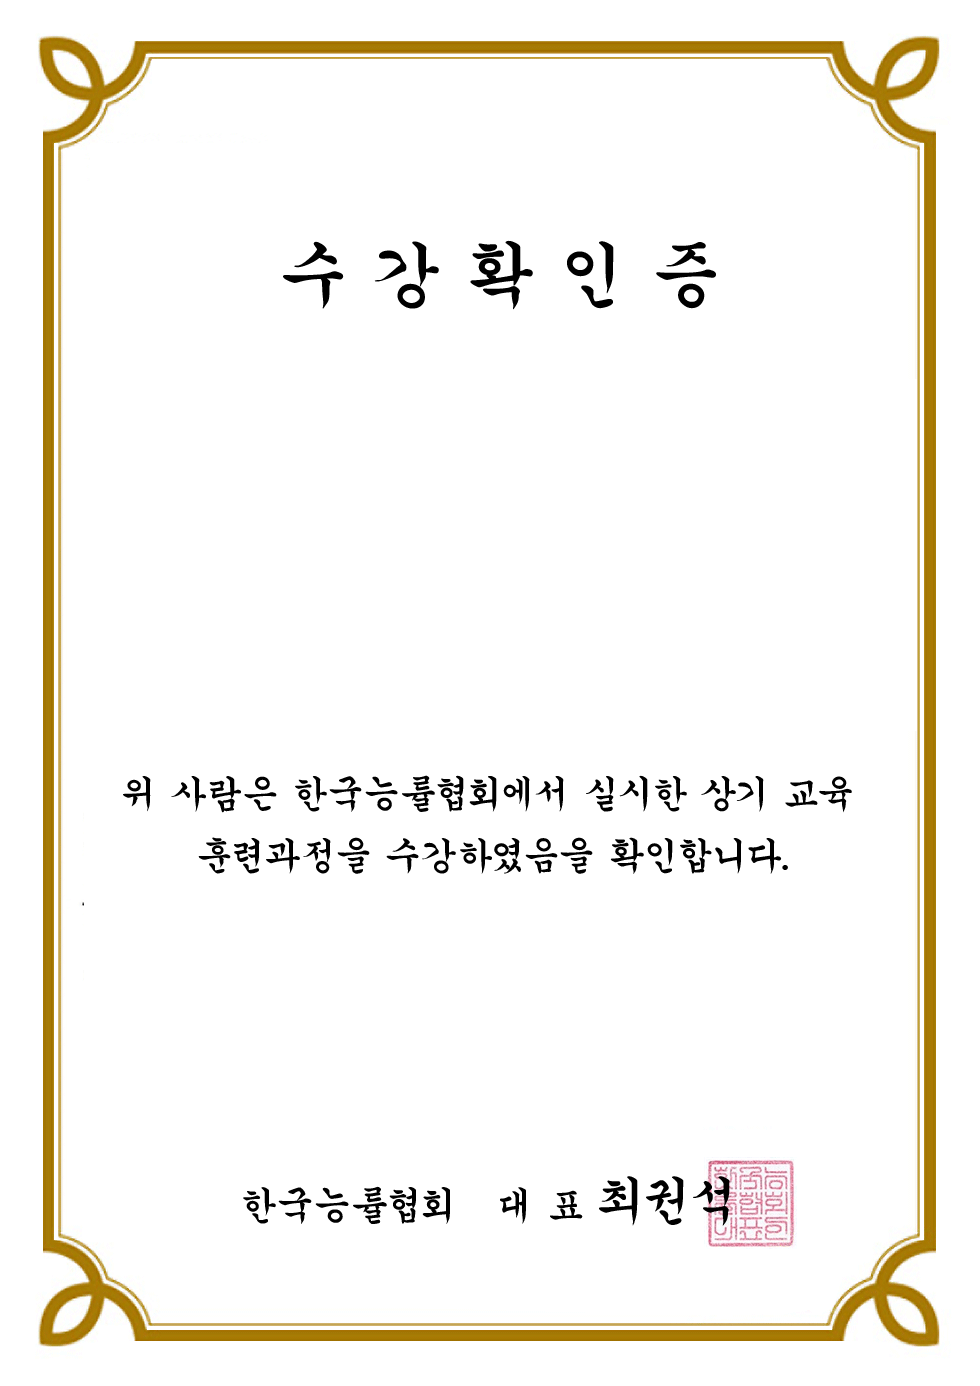 수 강 확 인 증
위 사람은 한국능률협회에서 실시한 상기 교육
훈련과정을 수강하였음을 확인합니다.
한국능률협회 대 표 최권석